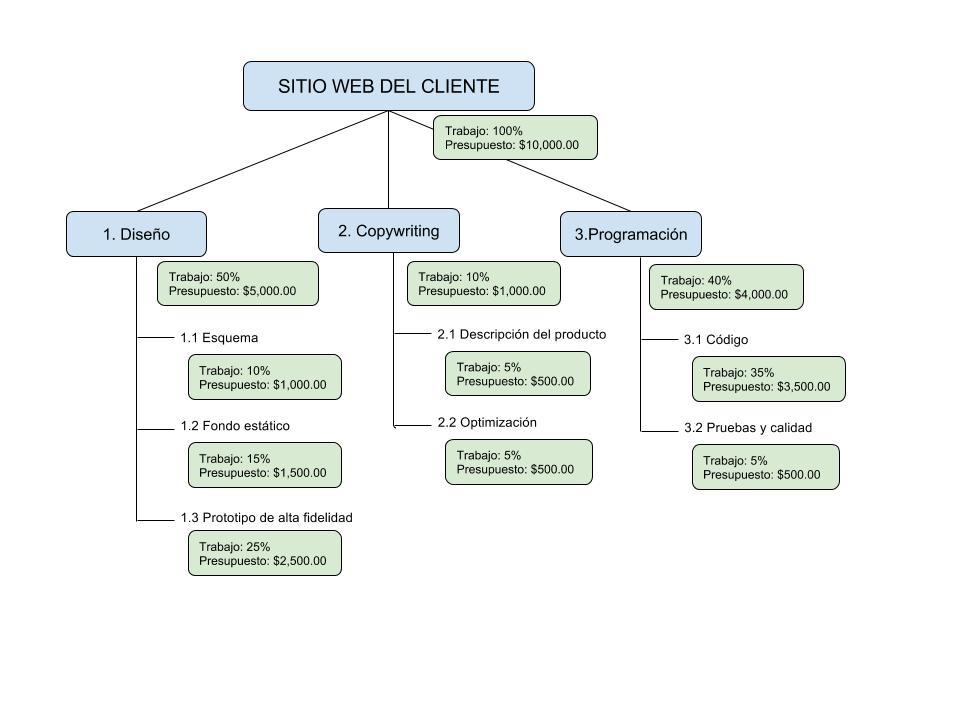 SITIO WEB DEL CLIENTE
Trabajo: 100%
Presupuesto: $10,000.00
1. Diseño
Trabajo: 50%
Presupuesto: $5,000.00
1.1 Esquema
Trabajo: 10%
Presupuesto: $1,000.00
1.2 Fondo estático
Trabajo: 15%
Presupuesto: $1,500.00
1.3 Prototipo de alta fidelidad
Trabajo: 25%
Presupuesto: $2,500.00
2. Copywriting
Trabajo: 10%
Presupuesto: $1,000.00
2.1 Descripción del producto
Trabajo: 5%
Presupuesto: $500.00
2.2 Optimización
Trabajo: 5%
Presupuesto: $500.00
3.Programación
Trabajo: 40%
Presupuesto: $4,000.00
3.1 Código
Trabajo: 35%
Presupuesto: $3,500.00
3.2 Pruebas y calidad
Trabajo: 5%
Presupuesto: $500.00